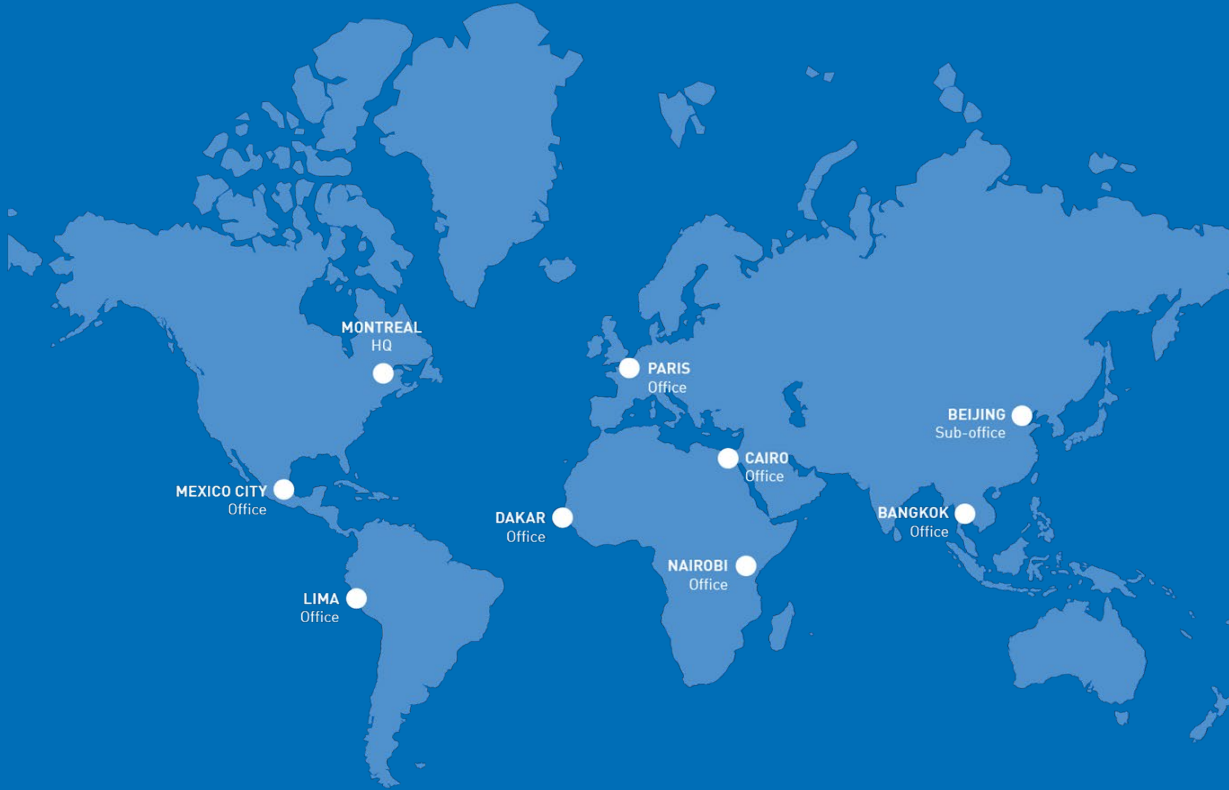 MONTREAL
HQ
PARIS
Office
BEIJING
Sub-office
CAIRO
Office
MEXICO CITY
Office
DAKAR
Office
BANGKOK
Office
NAIROBI
Office
LIMA
Office